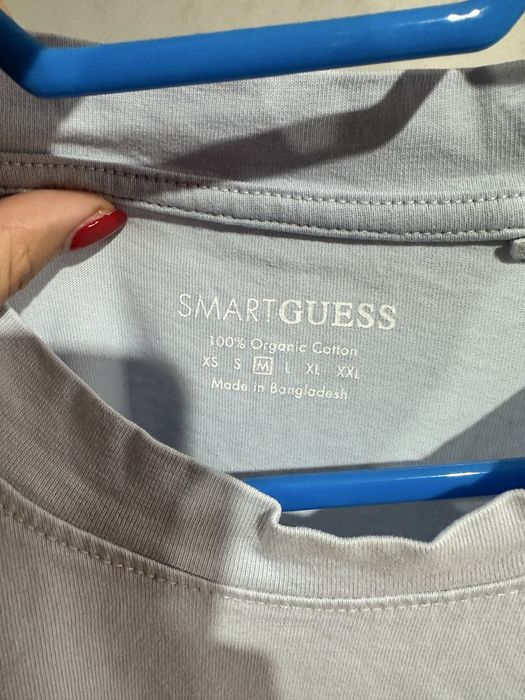 SMARTGUESS
100% Organic Cotton
XS S M L XL XXL
Made in Bangladesh